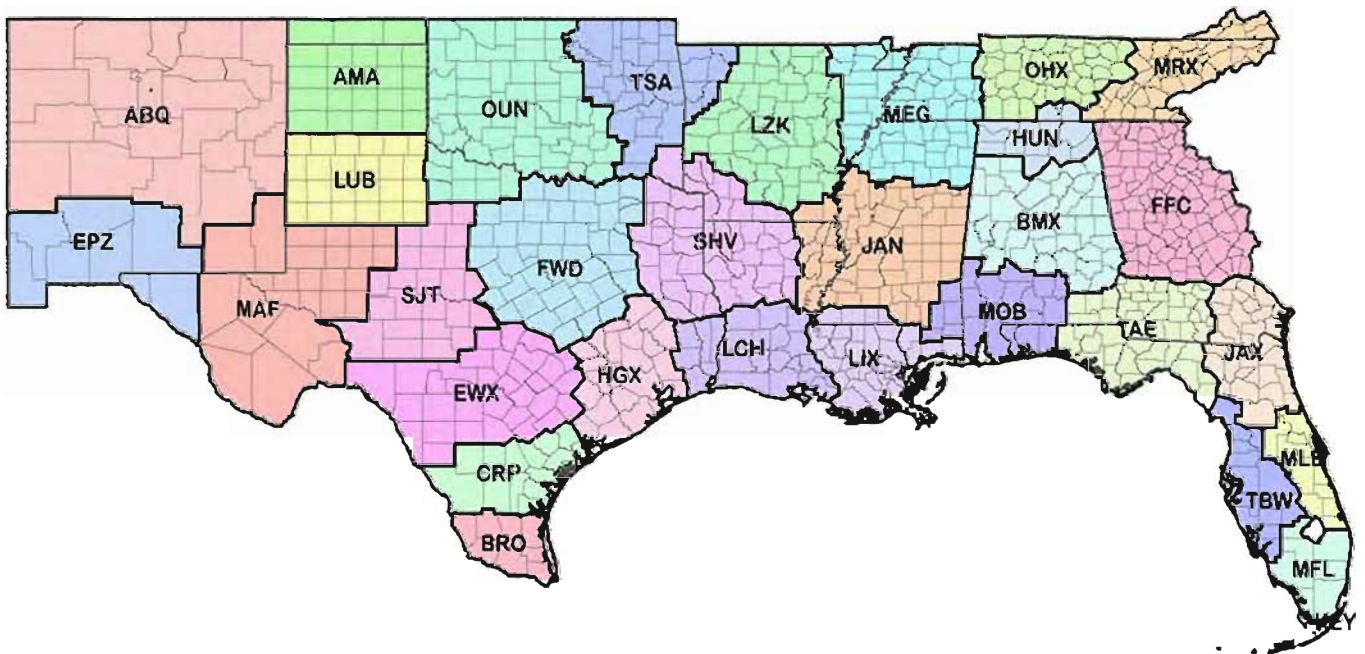 ABQ
AMA
OUN
TSA
LZK
MEG
OHX
MRX
HUN
LUB
EPZ
MAF
SJT
FWD
SHV
JAN
BMX
FFC
MOB
TAE
JAX
LCH
LIX
HGX
EWX
CRP
BRO
MLB
TBW
MFL
KEY